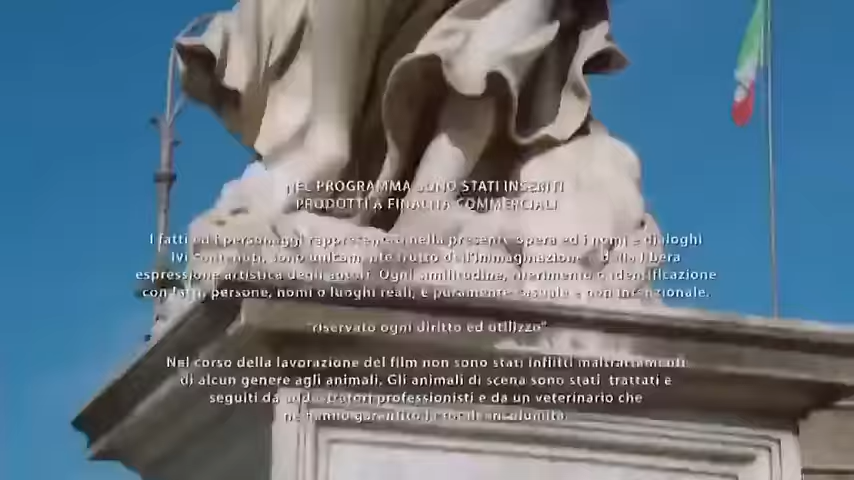 NEL PROGRAMMA SONO STATI INSERITI
PRODOTTI A FINALITÀ COMMERCIALI
I fatti ed i personaggi rappresentati nella presente opera ed i nomi e dialoghi
ivi contenuti, sono unicamente frutto dell'immaginazione e della libera
espressione artistica degli autori. Ogni similitudine, riferimento o identificazione
con fatti, persone, nomi o luoghi reali, è puramente casuale e non intenzionale.
"riservato ogni diritto ed utilizzo"
Nel corso della lavorazione del film non sono stati inflitti maltrattamenti
di alcun genere agli animali. Gli animali di scena sono stati trattati e
seguiti da addestratori professionisti e da un veterinario che
ne hanno garantito la totale incolumità.